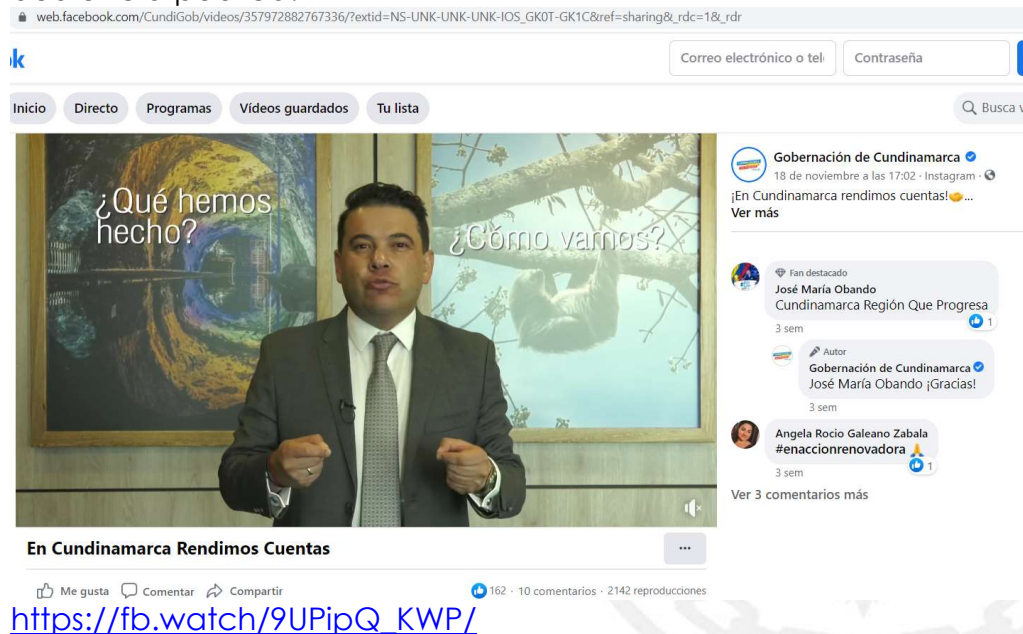 web.facebook.com/CundiGob/videos/357972882767336/?extid=NS-UNK-UNK-UNK-IOS_GK0T-GK1C&ref=sharing&_rdc=1&_rdr
Correo electrónico o tel
Contraseña
Inicio
Directo
Programas
Vídeos guardados
Tu lista
Busca v
¿Qué hemos
hecho?
¿Cómo vamos?
Gobernación de Cundinamarca
18 de noviembre a las 17:02 · Instagram ·
¡En Cundinamarca rendimos cuentas!🤝...
Ver más
Fan destacado
José María Obando
Cundinamarca Región Que Progresa
1
3 sem
Autor
Gobernación de Cundinamarca
José María Obando ¡Gracias!
3 sem
Angela Rocio Galeano Zabala
#enaccionrenovadora 🙏
1
3 sem
Ver 3 comentarios más
En Cundinamarca Rendimos Cuentas
...
Me gusta
Comentar
Compartir
162 · 10 comentarios · 2142 reproducciones
https://fb.watch/9UPipQ_KWP/